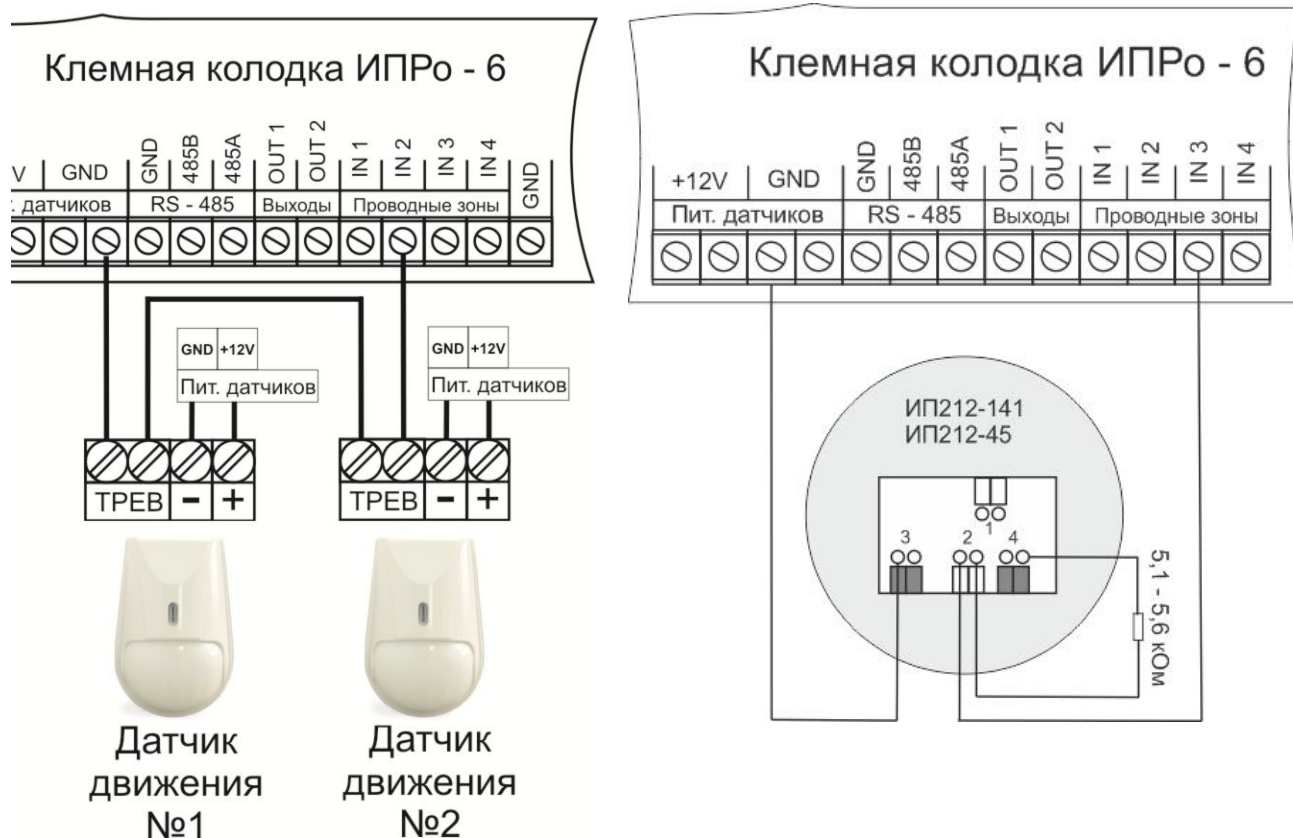 Клемная колодка ИПРо - 6
V GND GND 485B 485A OUT 1 OUT 2 IN 1 IN 2 IN 3 IN 4 GND
т. датчиков RS - 485 Выходы Проводные зоны
GND +12V
Пит. датчиков
GND +12V
Пит. датчиков
ТРЕВ - +
ТРЕВ - +
Датчик
движения
№1
Датчик
движения
№2
Клемная колодка ИПРо - 6
+12V GND GND 485B 485A OUT 1 OUT 2 IN 1 IN 2 IN 3 IN 4
Пит. датчиков RS - 485 Выходы Проводные зоны
ИП212-141
ИП212-45
1
3 2 4
5,1 - 5,6 кОм